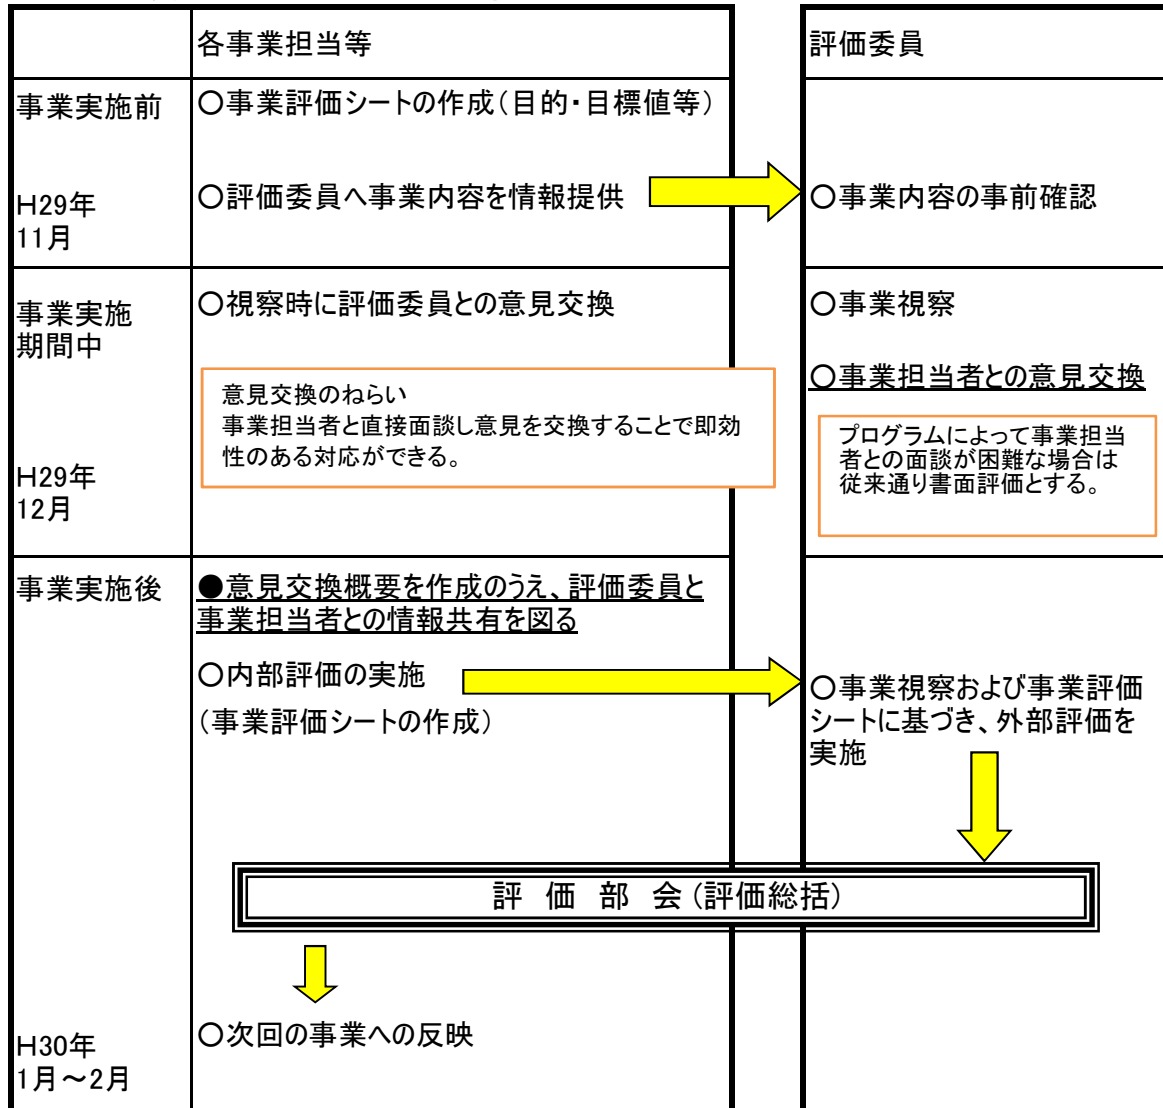 各事業担当等
評価委員
事業実施前
〇事業評価シートの作成（目的・目標値等）
H29年
11月
〇評価委員へ事業内容を情報提供
〇事業内容の事前確認
事業実施
期間中
〇視察時に評価委員との意見交換
〇事業視察
〇事業担当者との意見交換
意見交換のねらい
事業担当者と直接面談し意見を交換することで即効
性のある対応ができる。
プログラムによって事業担当
者との面談が困難な場合は
従来通り書面評価とする。
H29年
12月
事業実施後
●意見交換概要を作成のうえ、評価委員と
事業担当者との情報共有を図る
〇内部評価の実施
（事業評価シートの作成）
〇事業視察および事業評価
シートに基づき、外部評価を
実施
評　価　部　会（評価総括）
〇次回の事業への反映
H30年
1月～2月